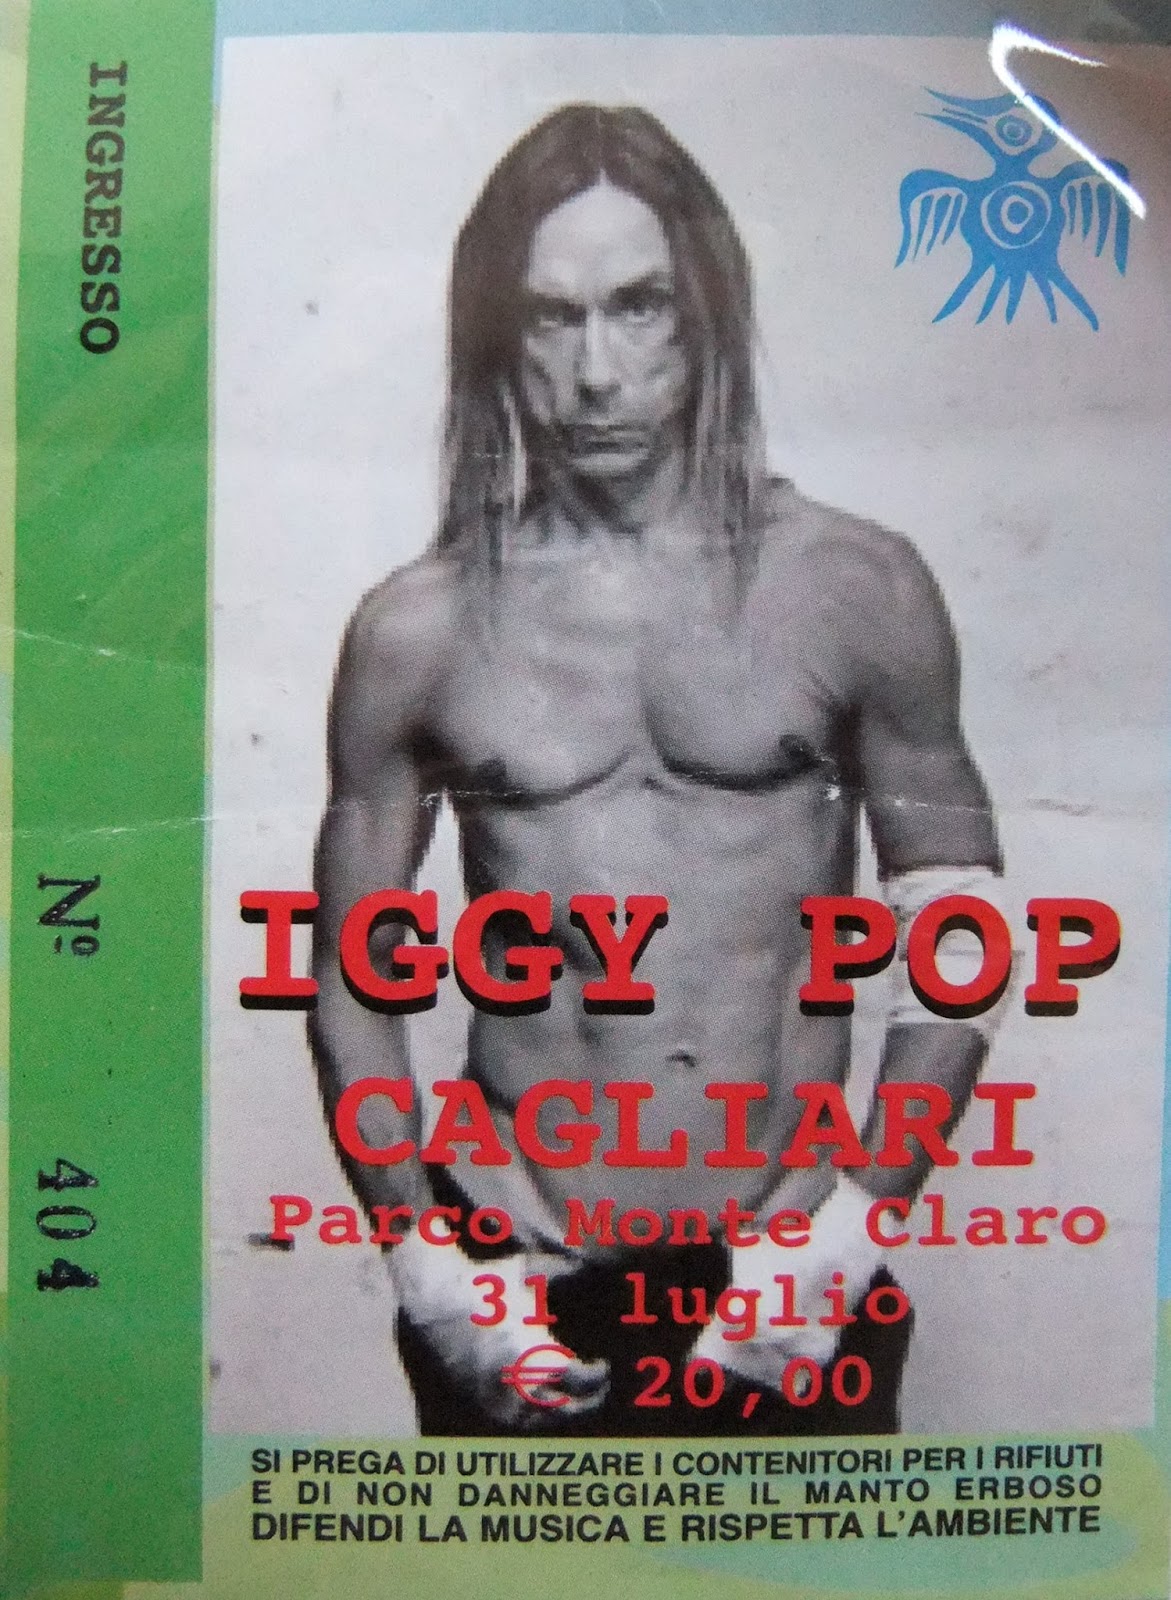 INGRESSO
Nº 404
IGGY POP
CAGLIARI
Parco Monte Claro
31 luglio
€ 20,00
SI PREGA DI UTILIZZARE I CONTENITORI PER I RIFIUTI
E DI NON DANNEGGIARE IL MANTO ERBOSO
DIFENDI LA MUSICA E RISPETTA L'AMBIENTE